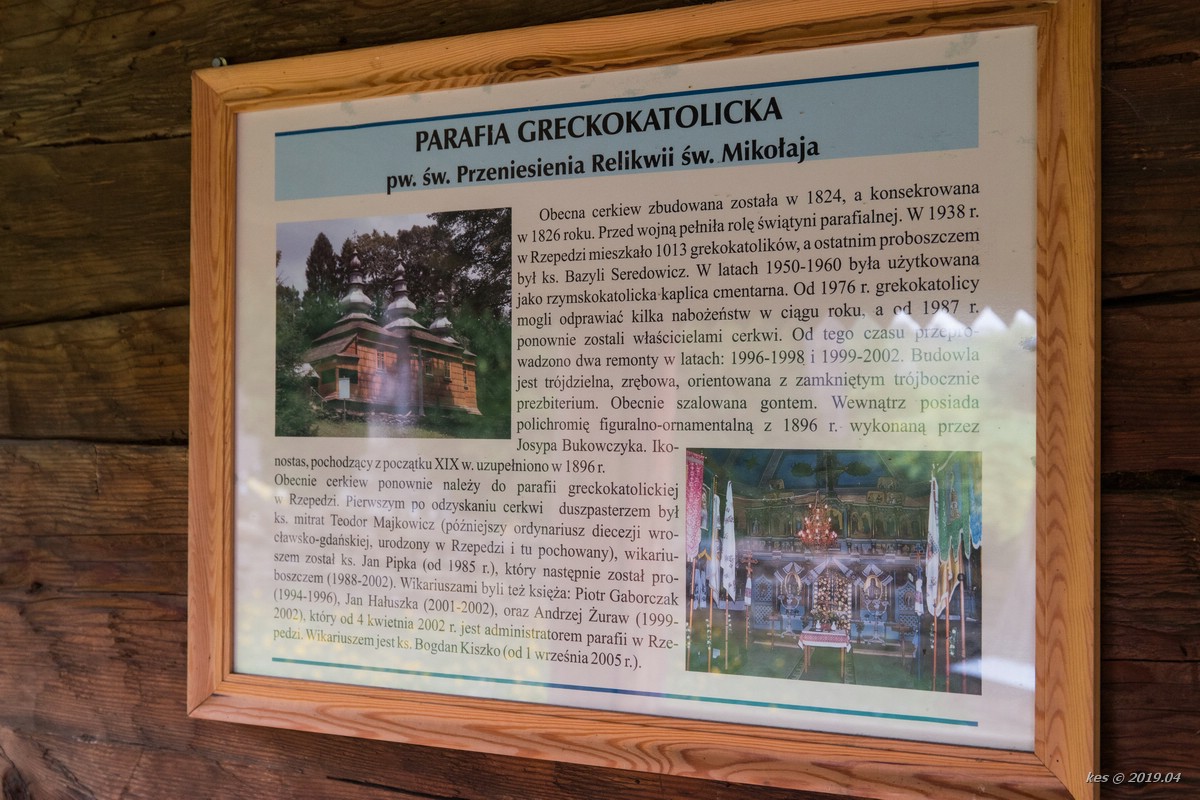 PARAFIA GRECKOKATOLICKA
pw. św. Przeniesienia Relikwii św. Mikołaja
Obecna cerkiew zbudowana została w 1824, a konsekrowana
w 1826 roku. Przed wojną pełniła rolę świątyni parafialnej. W 1938 r.
w Rzepedzi mieszkało 1013 grekokatolików, a ostatnim proboszczem
był ks. Bazyli Seredowicz. W latach 1950-1960 była użytkowana
jako rzymskokatolicka kaplica cmentarna. Od 1976 r. grekokatolicy
mogli odprawiać kilka nabożeństw w ciągu roku, a od 1987 r.
ponownie zostali właścicielami cerkwi. Od tego czasu przepro-
wadzono dwa remonty w latach: 1996-1998 i 1999-2002. Budowla
jest trójdzielna, zrębowa, orientowana z zamkniętym trójbocznie
prezbiterium. Obecnie szalowana gontem. Wewnątrz posiada
polichromię figuralno-ornamentalną z 1896 r. wykonaną przez
Josypa Bukowczyka. Iko-
nostas, pochodzący z początku XIX w. uzupełniono w 1896 r.
Obecnie cerkiew ponownie należy do parafii greckokatolickiej
w Rzepedzi. Pierwszym po odzyskaniu cerkwi duszpasterzem był
ks. mitrat Teodor Majkowicz (późniejszy ordynariusz diecezji wro-
cławsko-gdańskiej, urodzony w Rzepedzi i tu pochowany), wikariu-
szem został ks. Jan Pipka (od 1985 r.), który następnie został pro-
boszczem (1988-2002). Wikariuszami byli też księża: Piotr Gaborczak
(1994-1996), Jan Hałuszka (2001-2002), oraz Andrzej Żuraw (1999-
2002), który od 4 kwietnia 2002 r. jest administratorem parafii w Rze-
pedzi. Wikariuszem jest ks. Bogdan Kiszko (od 1 września 2005 r.).
kes © 2019.04